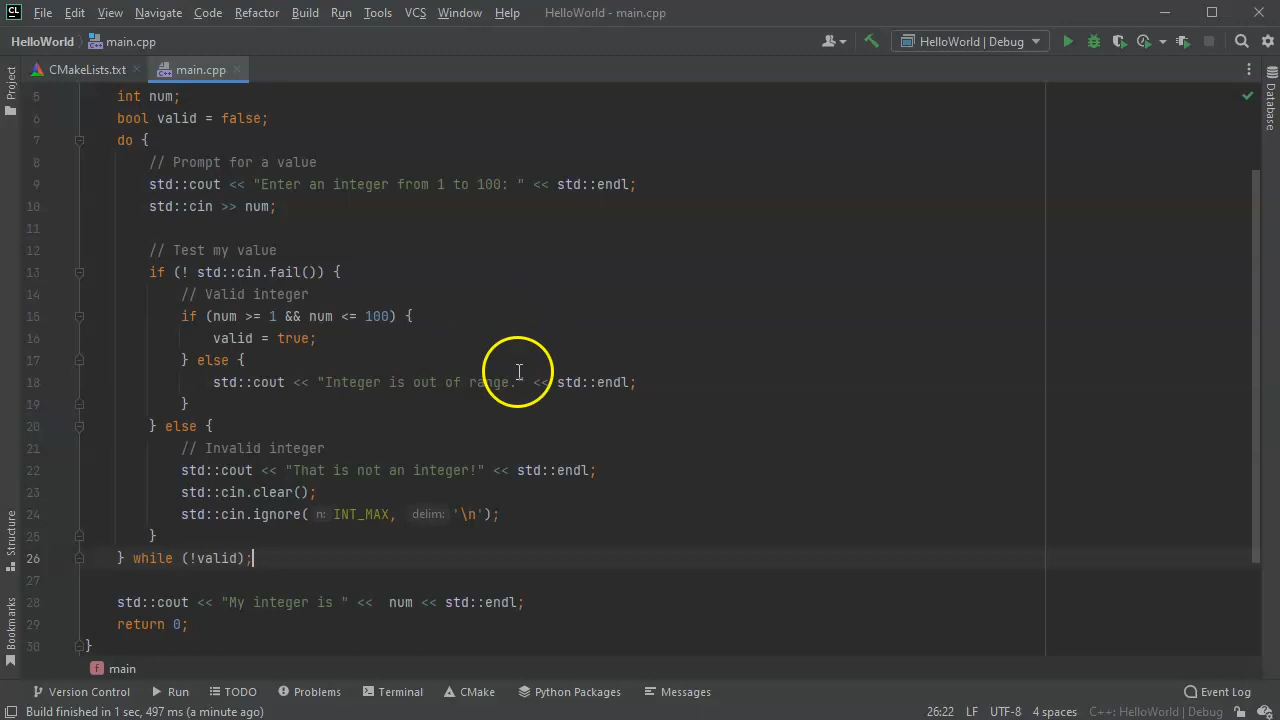 CL File Edit View Navigate Code Refactor Build Run Tools VCS Window Help HelloWorld - main.cpp
HelloWorld main.cpp HelloWorld | Debug
CMakeLists.txt main.cpp
Project
Database
5 int num;
6 bool valid = false;
7 do {
8 // Prompt for a value
9 std::cout << "Enter an integer from 1 to 100: " << std::endl;
10 std::cin >> num;
11
12 // Test my value
13 if (! std::cin.fail()) {
14 // Valid integer
15 if (num >= 1 && num <= 100) {
16 valid = true;
17 } else {
18 std::cout << "Integer is out of range." << std::endl;
19 }
20 } else {
21 // Invalid integer
22 std::cout << "That is not an integer!" << std::endl;
23 std::cin.clear();
24 std::cin.ignore( n: INT_MAX, delim: '\n');
25 }
26 } while (!valid);
27
28 std::cout << "My integer is " <<  num << std::endl;
29 return 0;
30 }
Structure
Bookmarks
f main
Version Control Run TODO Problems Terminal CMake Python Packages Messages Event Log
Build finished in 1 sec, 497 ms (a minute ago) 26:22 LF UTF-8 4 spaces C++: HelloWorld | Debug